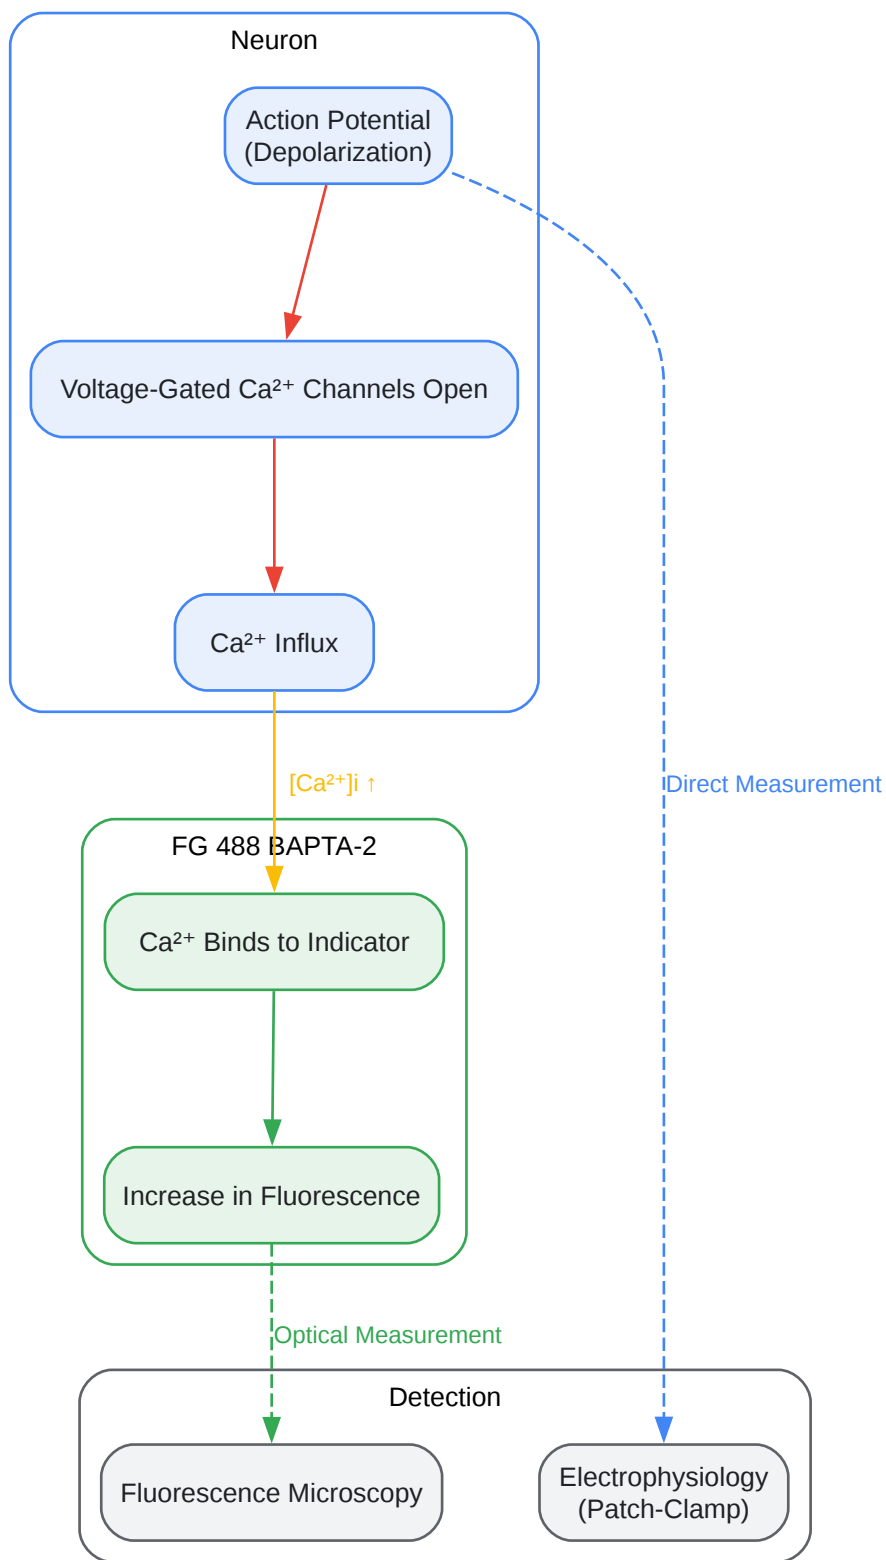 Neuron
Action Potential
(Depolarization)
Voltage-Gated Ca²⁺ Channels Open
Ca²⁺ Influx
[Ca²⁺]i ↑
Direct Measurement
FG 488 BAPTA-2
Ca²⁺ Binds to Indicator
Increase in Fluorescence
Optical Measurement
Detection
Fluorescence Microscopy
Electrophysiology
(Patch-Clamp)